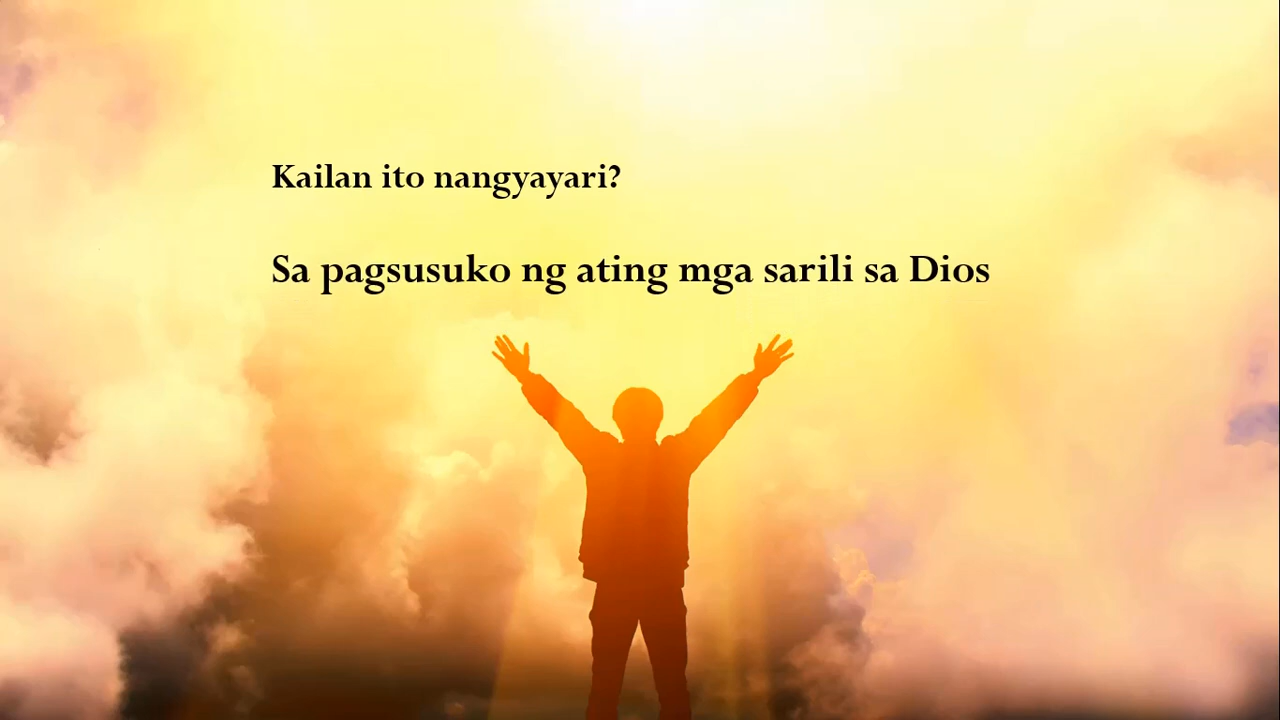 Kailan ito nangyayari?
Sa pagsusuko ng ating mga sarili sa Dios